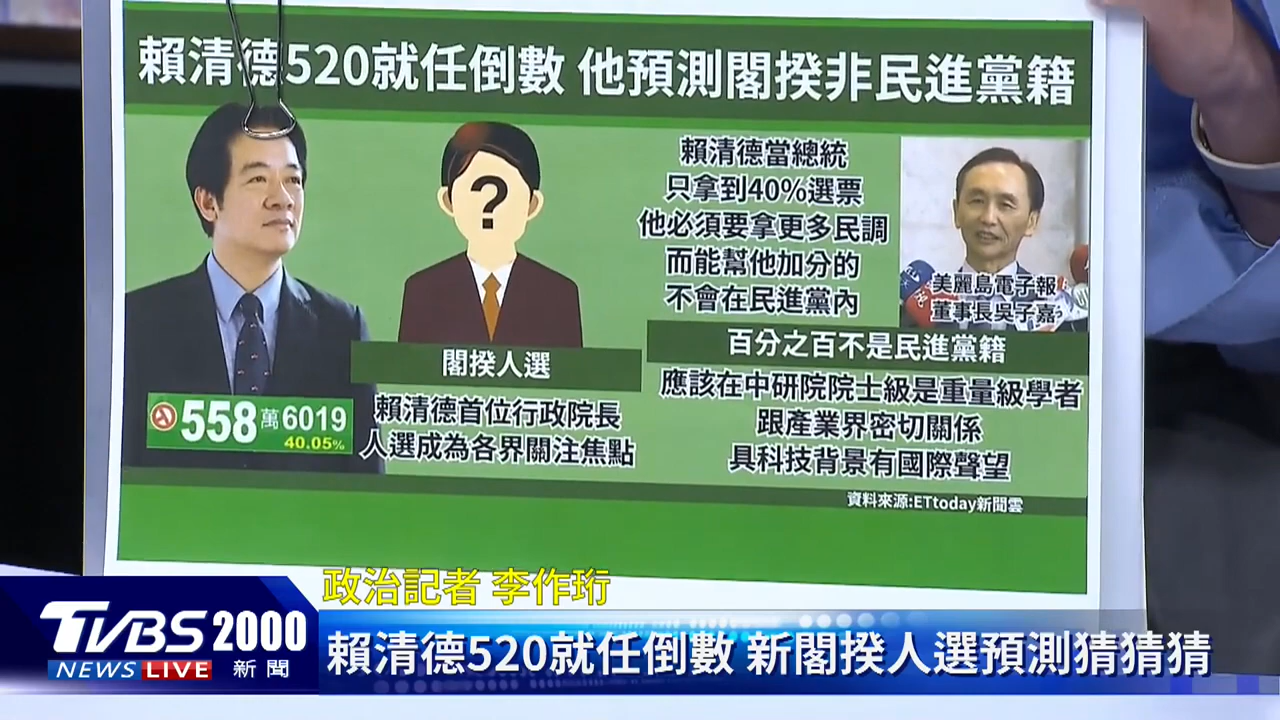 賴清德520就任倒數 他預測閣揆非民進黨籍
?
賴清德當總統
只拿到40%選票
他必須要拿更多民調
而能幫他加分的
不會在民進黨內
美麗島電子報
董事長吳子嘉
閣揆人選
百分之百不是民進黨籍
558萬6019
40.05%
賴清德首位行政院長
人選成為各界關注焦點
應該在中研院院士級是重量級學者
跟產業界密切關係
具科技背景有國際聲望
資料來源:ETtoday新聞雲
政治記者 李作珩
TVBS 2000
NEWS LIVE 新聞
賴清德520就任倒數 新閣揆人選預測猜猜猜